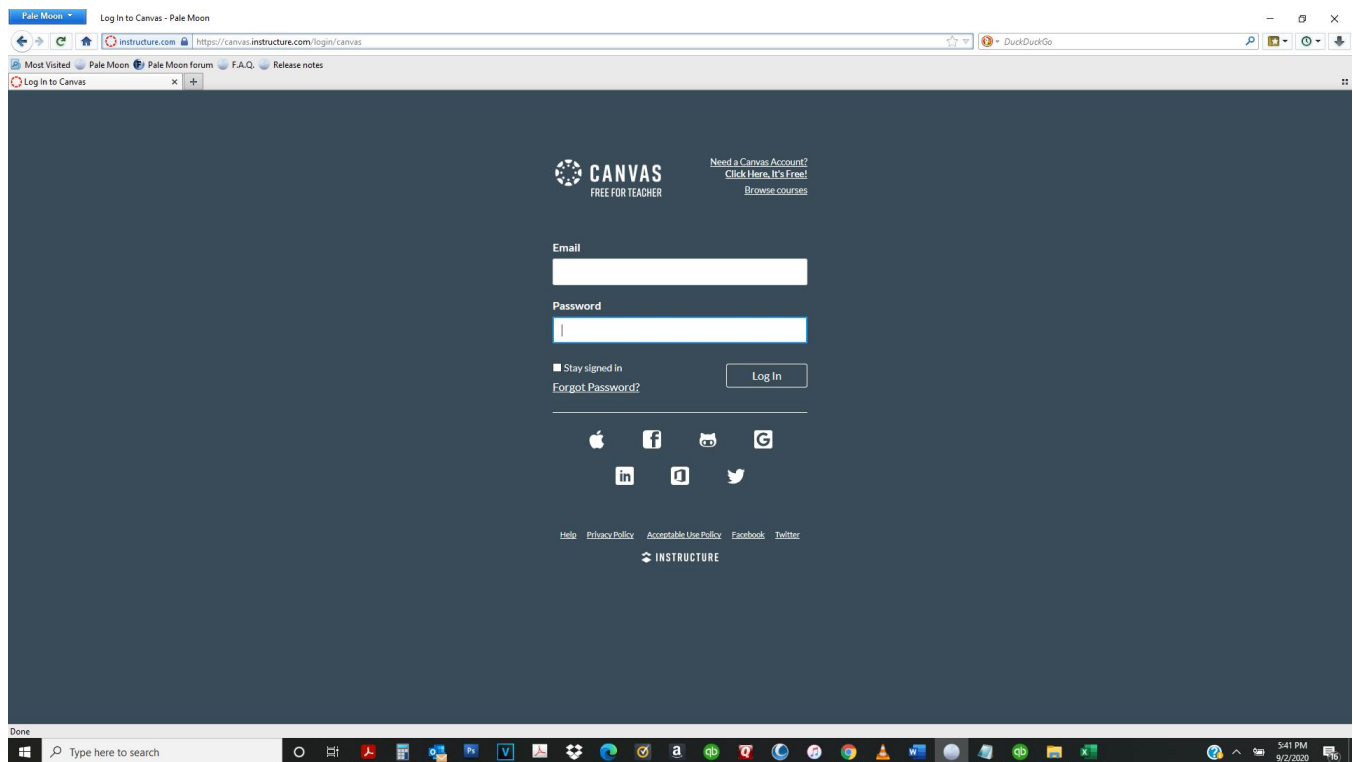 Pale Moon
Log In to Canvas - Pale Moon
instructure.com
https://canvas.instructure.com/login/canvas
DuckDuckGo
Most Visited Pale Moon Pale Moon forum F.A.Q. Release notes
Log In to Canvas
CANVAS
FREE FOR TEACHER
Need a Canvas Account?
Click Here, It's Free!
Browse courses
Email
Password
Stay signed in
Log In
Forgot Password?
Help Privacy Policy Acceptable Use Policy Facebook Twitter
INSTRUCTURE
Done
Type here to search
5:41 PM
9/2/2020
16